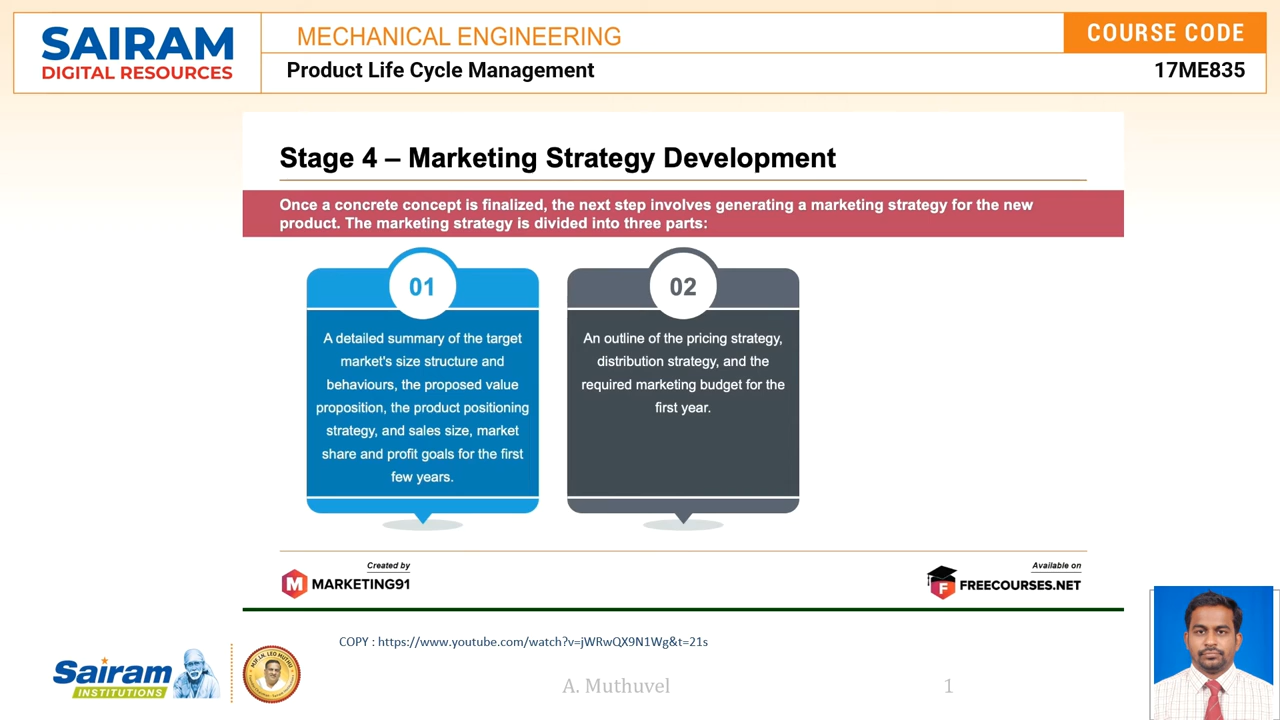 SAIRAM
DIGITAL RESOURCES
MECHANICAL ENGINEERING
COURSE CODE
Product Life Cycle Management
17ME835
Stage 4 – Marketing Strategy Development
Once a concrete concept is finalized, the next step involves generating a marketing strategy for the new
product. The marketing strategy is divided into three parts:
01
A detailed summary of the target
market's size structure and
behaviours, the proposed value
proposition, the product positioning
strategy, and sales size, market
share and profit goals for the first
few years.
02
An outline of the pricing strategy,
distribution strategy, and the
required marketing budget for the
first year.
Created by
M MARKETING91
Available on
F FREECOURSES.NET
COPY : https://www.youtube.com/watch?v=jWRwQX9N1Wg&t=21s
Sairam
INSTITUTIONS
A. Muthuvel
1